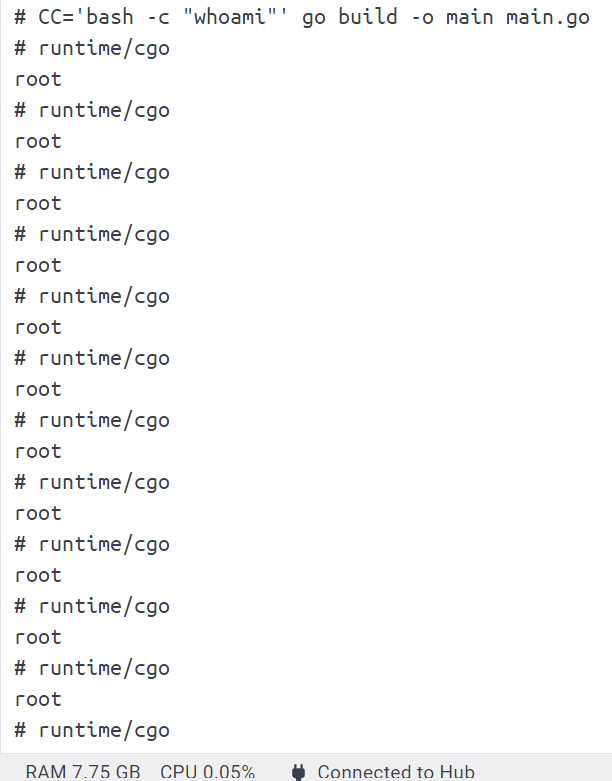 # CC='bash -c "whoami"' go build -o main main.go
# runtime/cgo
root
# runtime/cgo
root
# runtime/cgo
root
# runtime/cgo
root
# runtime/cgo
root
# runtime/cgo
root
# runtime/cgo
root
# runtime/cgo
root
# runtime/cgo
root
# runtime/cgo
root
# runtime/cgo
root
# runtime/cgo
RAM 7.75 GB CPU 0.05% Connected to Hub